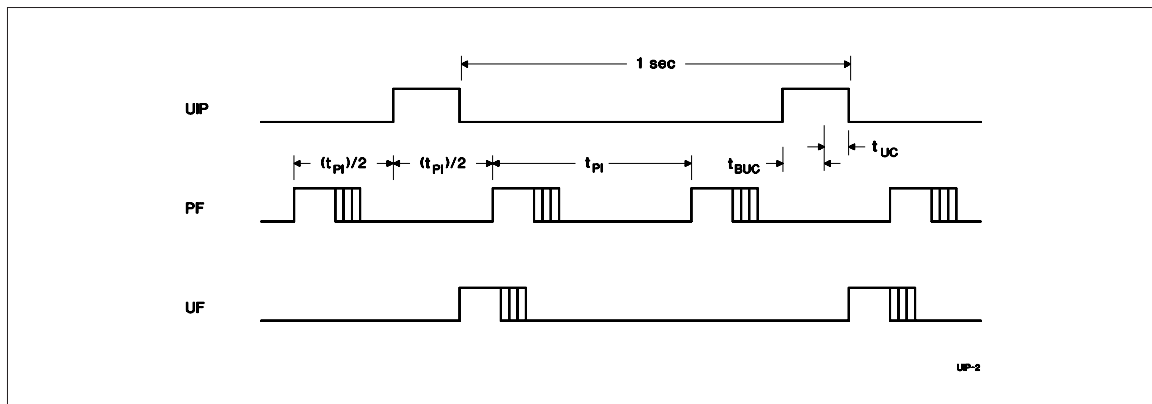 1 sec
UIP
tUC
(tPI)/2 (tPI)/2 tPI tBUC
PF
UF
UIP-2